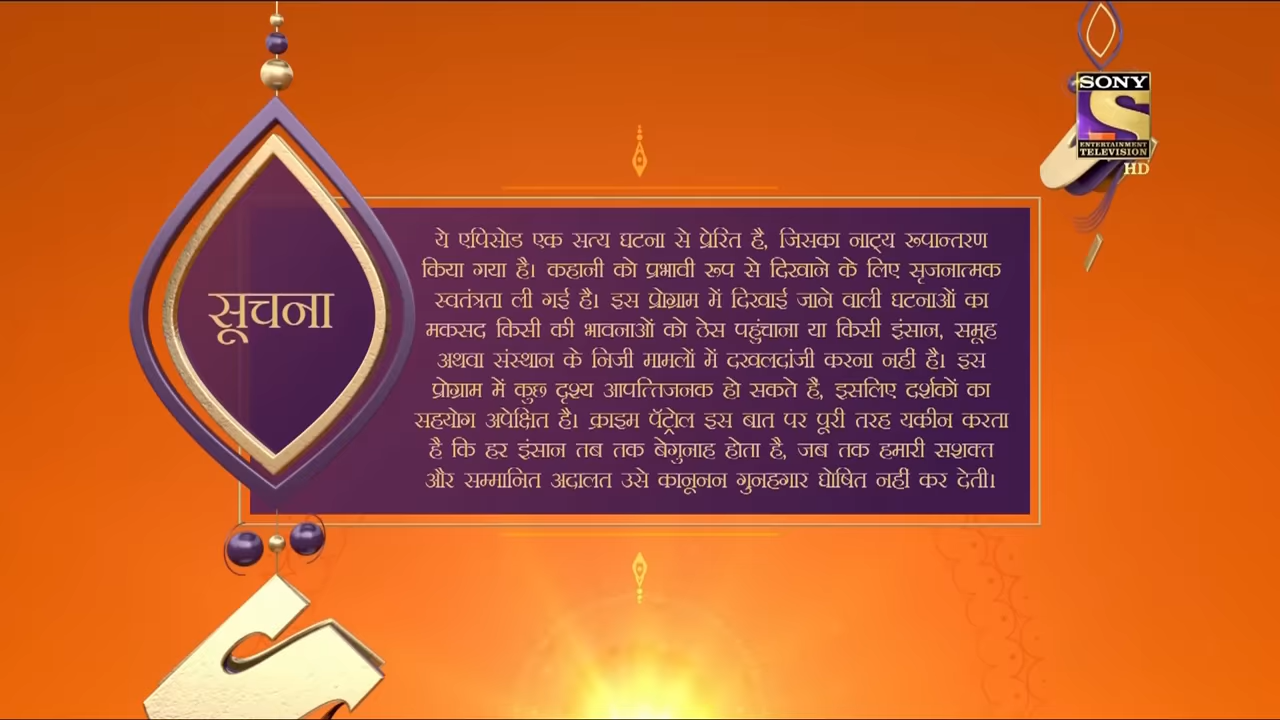 SONY
ENTERTAINMENT
TELEVISION
HD
सूचना
ये एपिसोड एक सत्य घटना से प्रेरित है, जिसका नाट्य रूपान्तरण
किया गया है। कहानी को प्रभावी रूप से दिखाने के लिए सृजनात्मक
स्वतंत्रता ली गई है। इस प्रोग्राम में दिखाई जाने वाली घटनाओं का
मकसद किसी की भावनाओं को ठेस पहुंचाना या किसी इंसान, समूह
अथवा संस्थान के निजी मामलों में दखलदांजी करना नहीं है। इस
प्रोग्राम में कुछ दृश्य आपत्तिजनक हो सकते हैं, इसलिए दर्शकों का
सहयोग अपेक्षित है। क्राइम पॅट्रोल इस बात पर पूरी तरह यकीन करता
है कि हर इंसान तब तक बेगुनाह होता है, जब तक हमारी सशक्त
और सम्मानित अदालत उसे कानूनन गुनहगार घोषित नहीं कर देती।